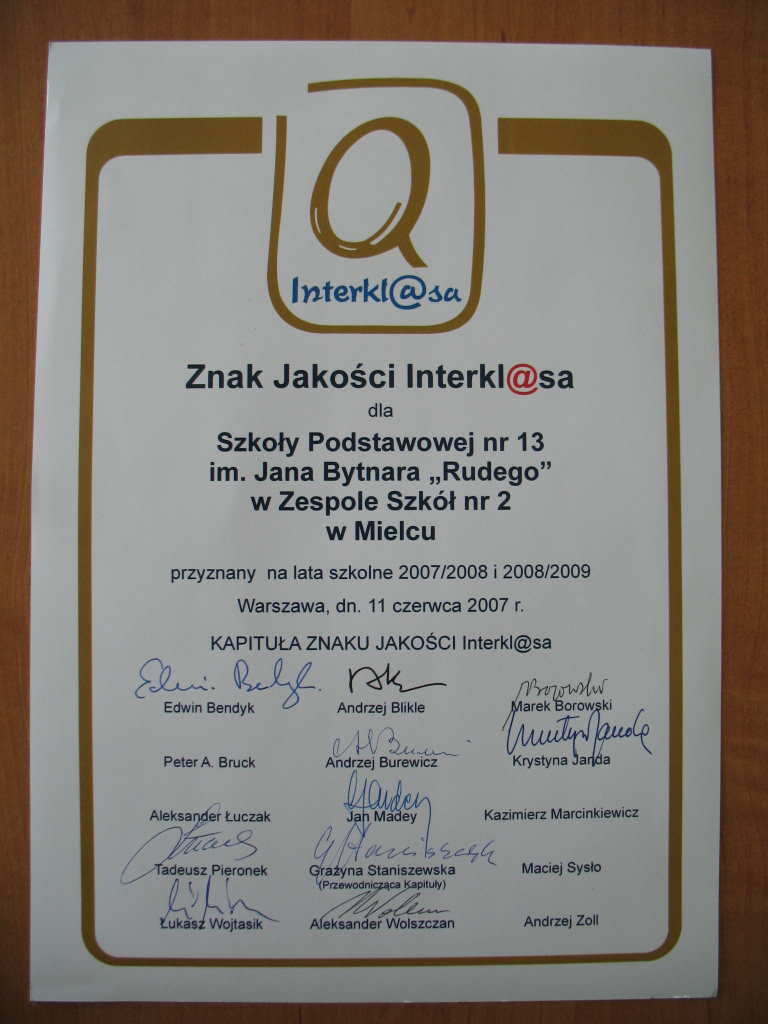 Q
Interkl@sa
Znak Jakości Interkl@sa
dla
Szkoły Podstawowej nr 13
im. Jana Bytnara „Rudego”
w Zespole Szkół nr 2
w Mielcu
przyznany na lata szkolne 2007/2008 i 2008/2009
Warszawa, dn. 11 czerwca 2007 r.
KAPITUŁA ZNAKU JAKOŚCI Interkl@sa
Edwin Bendyk Andrzej Blikle Marek Borowski
Peter A. Bruck Andrzej Burewicz Krystyna Janda
Aleksander Łuczak Jan Madey Kazimierz Marcinkiewicz
Tadeusz Pieronek Grażyna Staniszewska Maciej Sysło
(Przewodnicząca Kapituły)
Łukasz Wojtasik Aleksander Wolszczan Andrzej Zoll